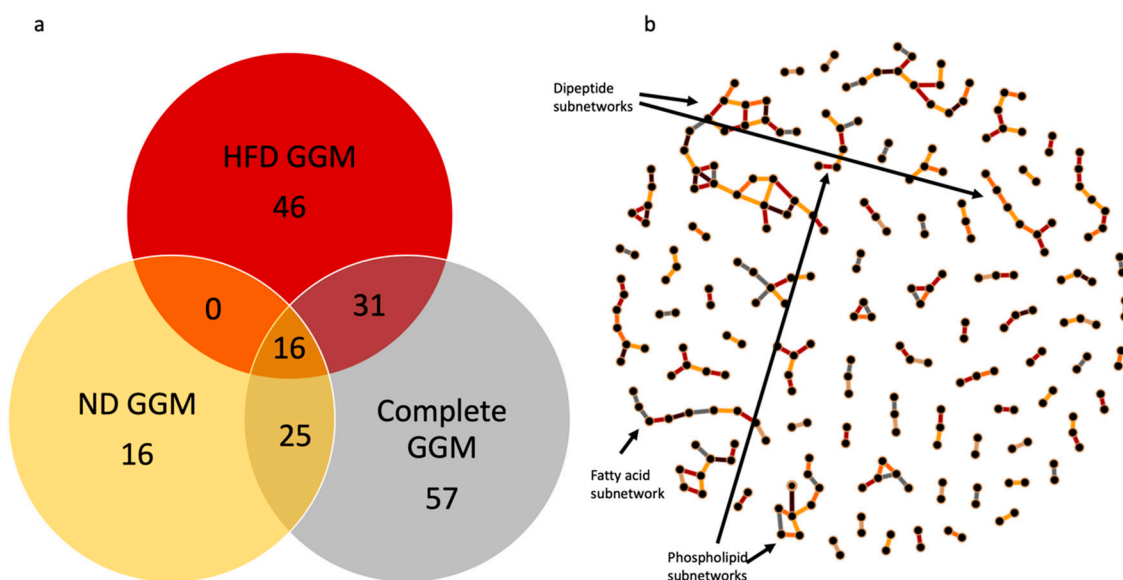 a
HFD GGM
46
0
31
16
ND GGM
16
25
Complete
GGM
57
b
Dipeptide
subnetworks
Fatty acid
subnetwork
Phospholipid
subnetworks